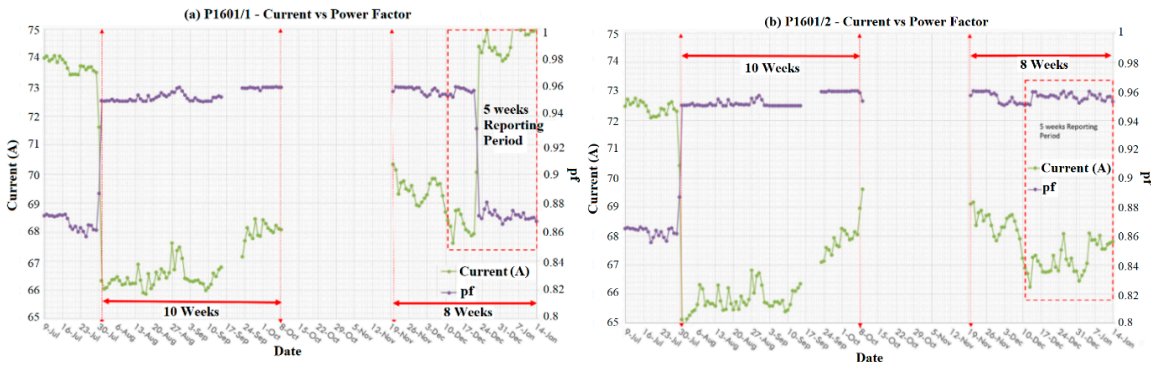 (a) P1601/1 - Current vs Power Factor
75
74
73
72
71
70
69
68
67
66
65
Current (A)
1
0.98
0.96
0.94
0.92
0.9
0.88
0.86
0.84
0.82
0.8
pf
5 weeks
Reporting
Period
Current (A)
pf
10 Weeks
8 Weeks
9-Jul
16-Jul
23-Jul
30-Jul
6-Aug
13-Aug
20-Aug
27-Aug
3-Sep
10-Sep
17-Sep
24-Sep
1-Oct
8-Oct
15-Oct
22-Oct
29-Oct
5-Nov
12-Nov
19-Nov
26-Nov
3-Dec
10-Dec
17-Dec
24-Dec
31-Dec
7-Jan
14-Jan
Date
(b) P1601/2 - Current vs Power Factor
75
74
73
72
71
70
69
68
67
66
65
Current (A)
1
0.98
0.96
0.94
0.92
0.9
0.88
0.86
0.84
0.82
0.8
pf
10 Weeks
8 Weeks
5 weeks Reporting
Period
Current (A)
pf
9-Jul
16-Jul
23-Jul
30-Jul
6-Aug
13-Aug
20-Aug
27-Aug
3-Sep
10-Sep
17-Sep
24-Sep
1-Oct
8-Oct
15-Oct
22-Oct
29-Oct
5-Nov
12-Nov
19-Nov
26-Nov
3-Dec
10-Dec
17-Dec
24-Dec
31-Dec
7-Jan
14-Jan
Date